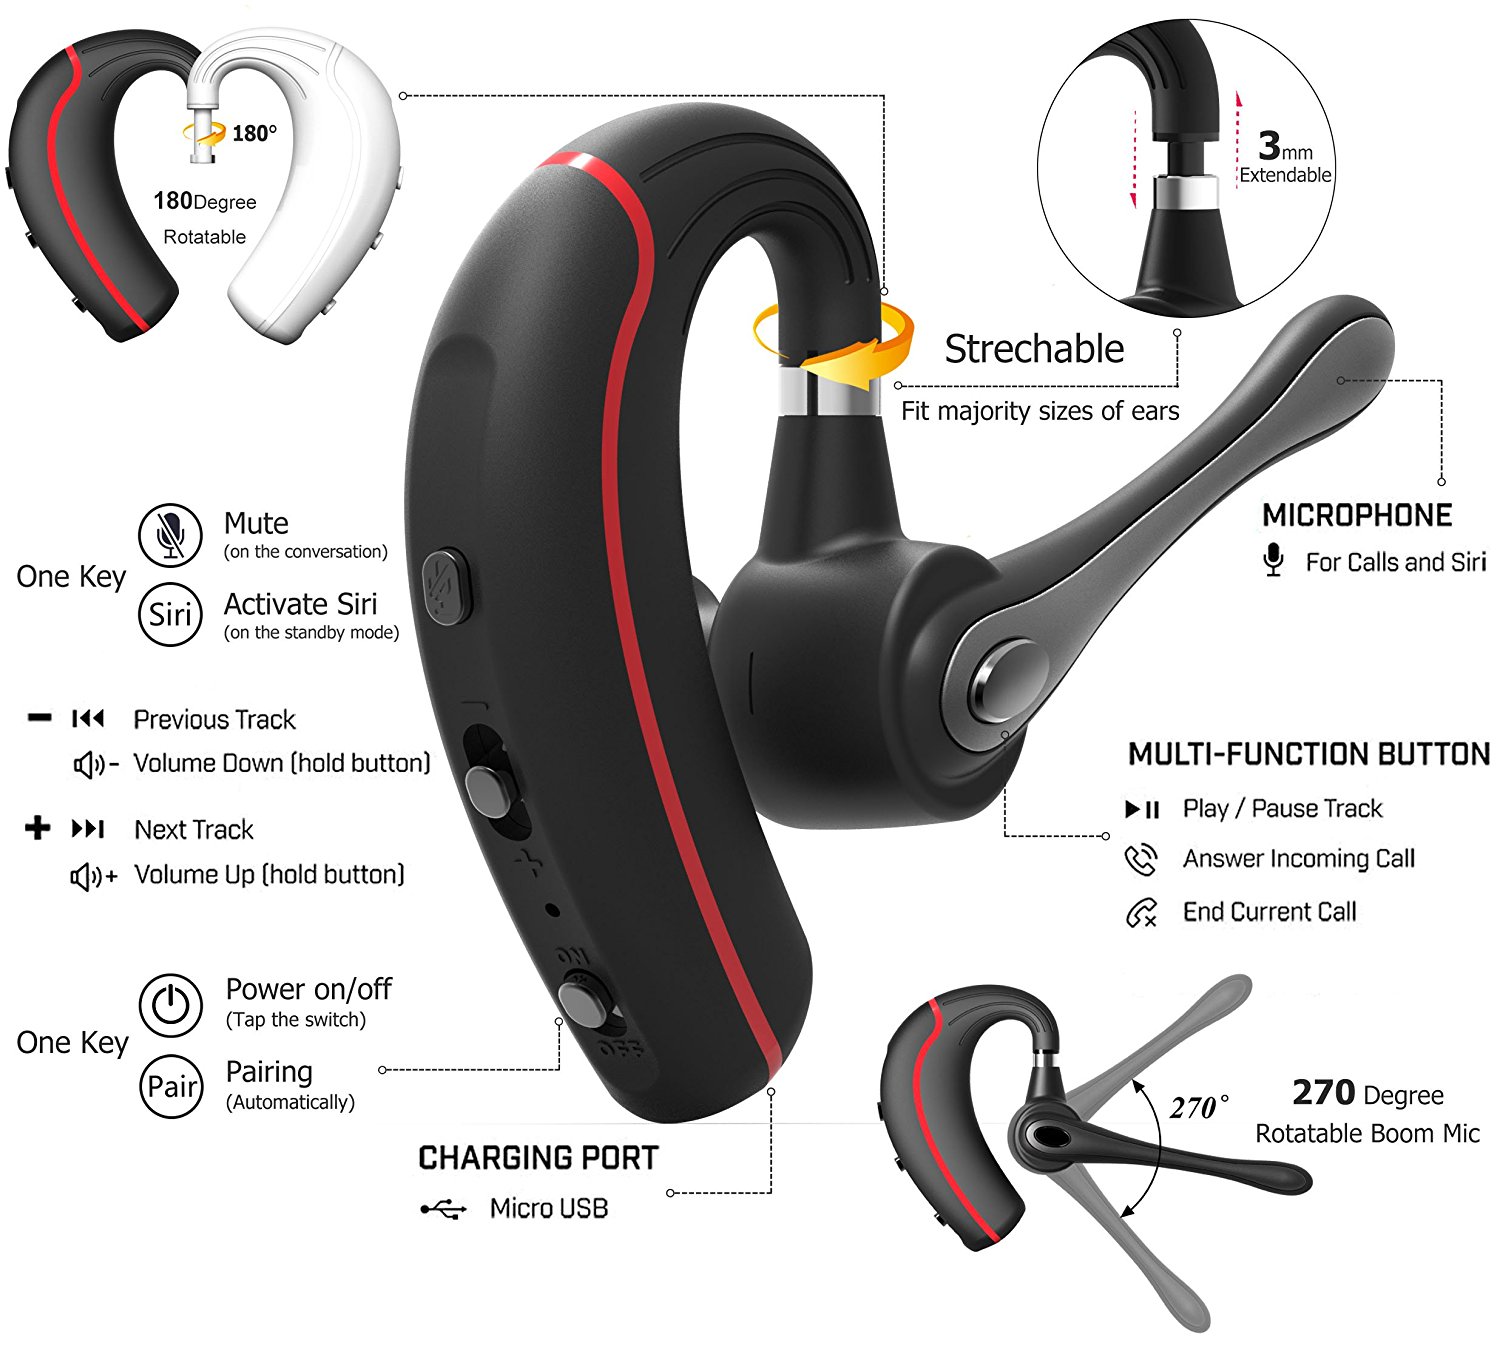 180°
180Degree
Rotatable
3mm
Extendable
Strechable
Fit majority sizes of ears
MICROPHONE
For Calls and Siri
One Key
Mute
(on the conversation)
Siri
Activate Siri
(on the standby mode)
− Previous Track
− Volume Down (hold button)
+ Next Track
+ Volume Up (hold button)
MULTI-FUNCTION BUTTON
Play / Pause Track
Answer Incoming Call
End Current Call
−
+
ON
OFF
One Key
Power on/off
(Tap the switch)
Pair
Pairing
(Automatically)
CHARGING PORT
Micro USB
270°
270 Degree
Rotatable Boom Mic